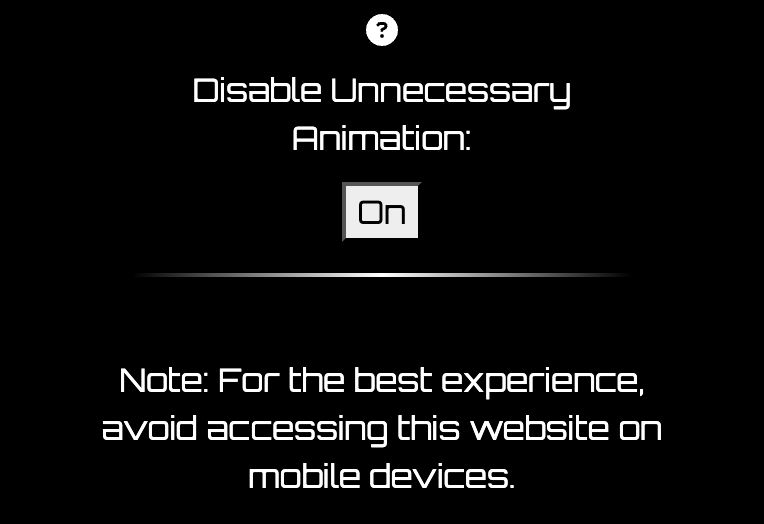 ?
Disable Unnecessary
Animation:
On
Note: For the best experience,
avoid accessing this website on
mobile devices.